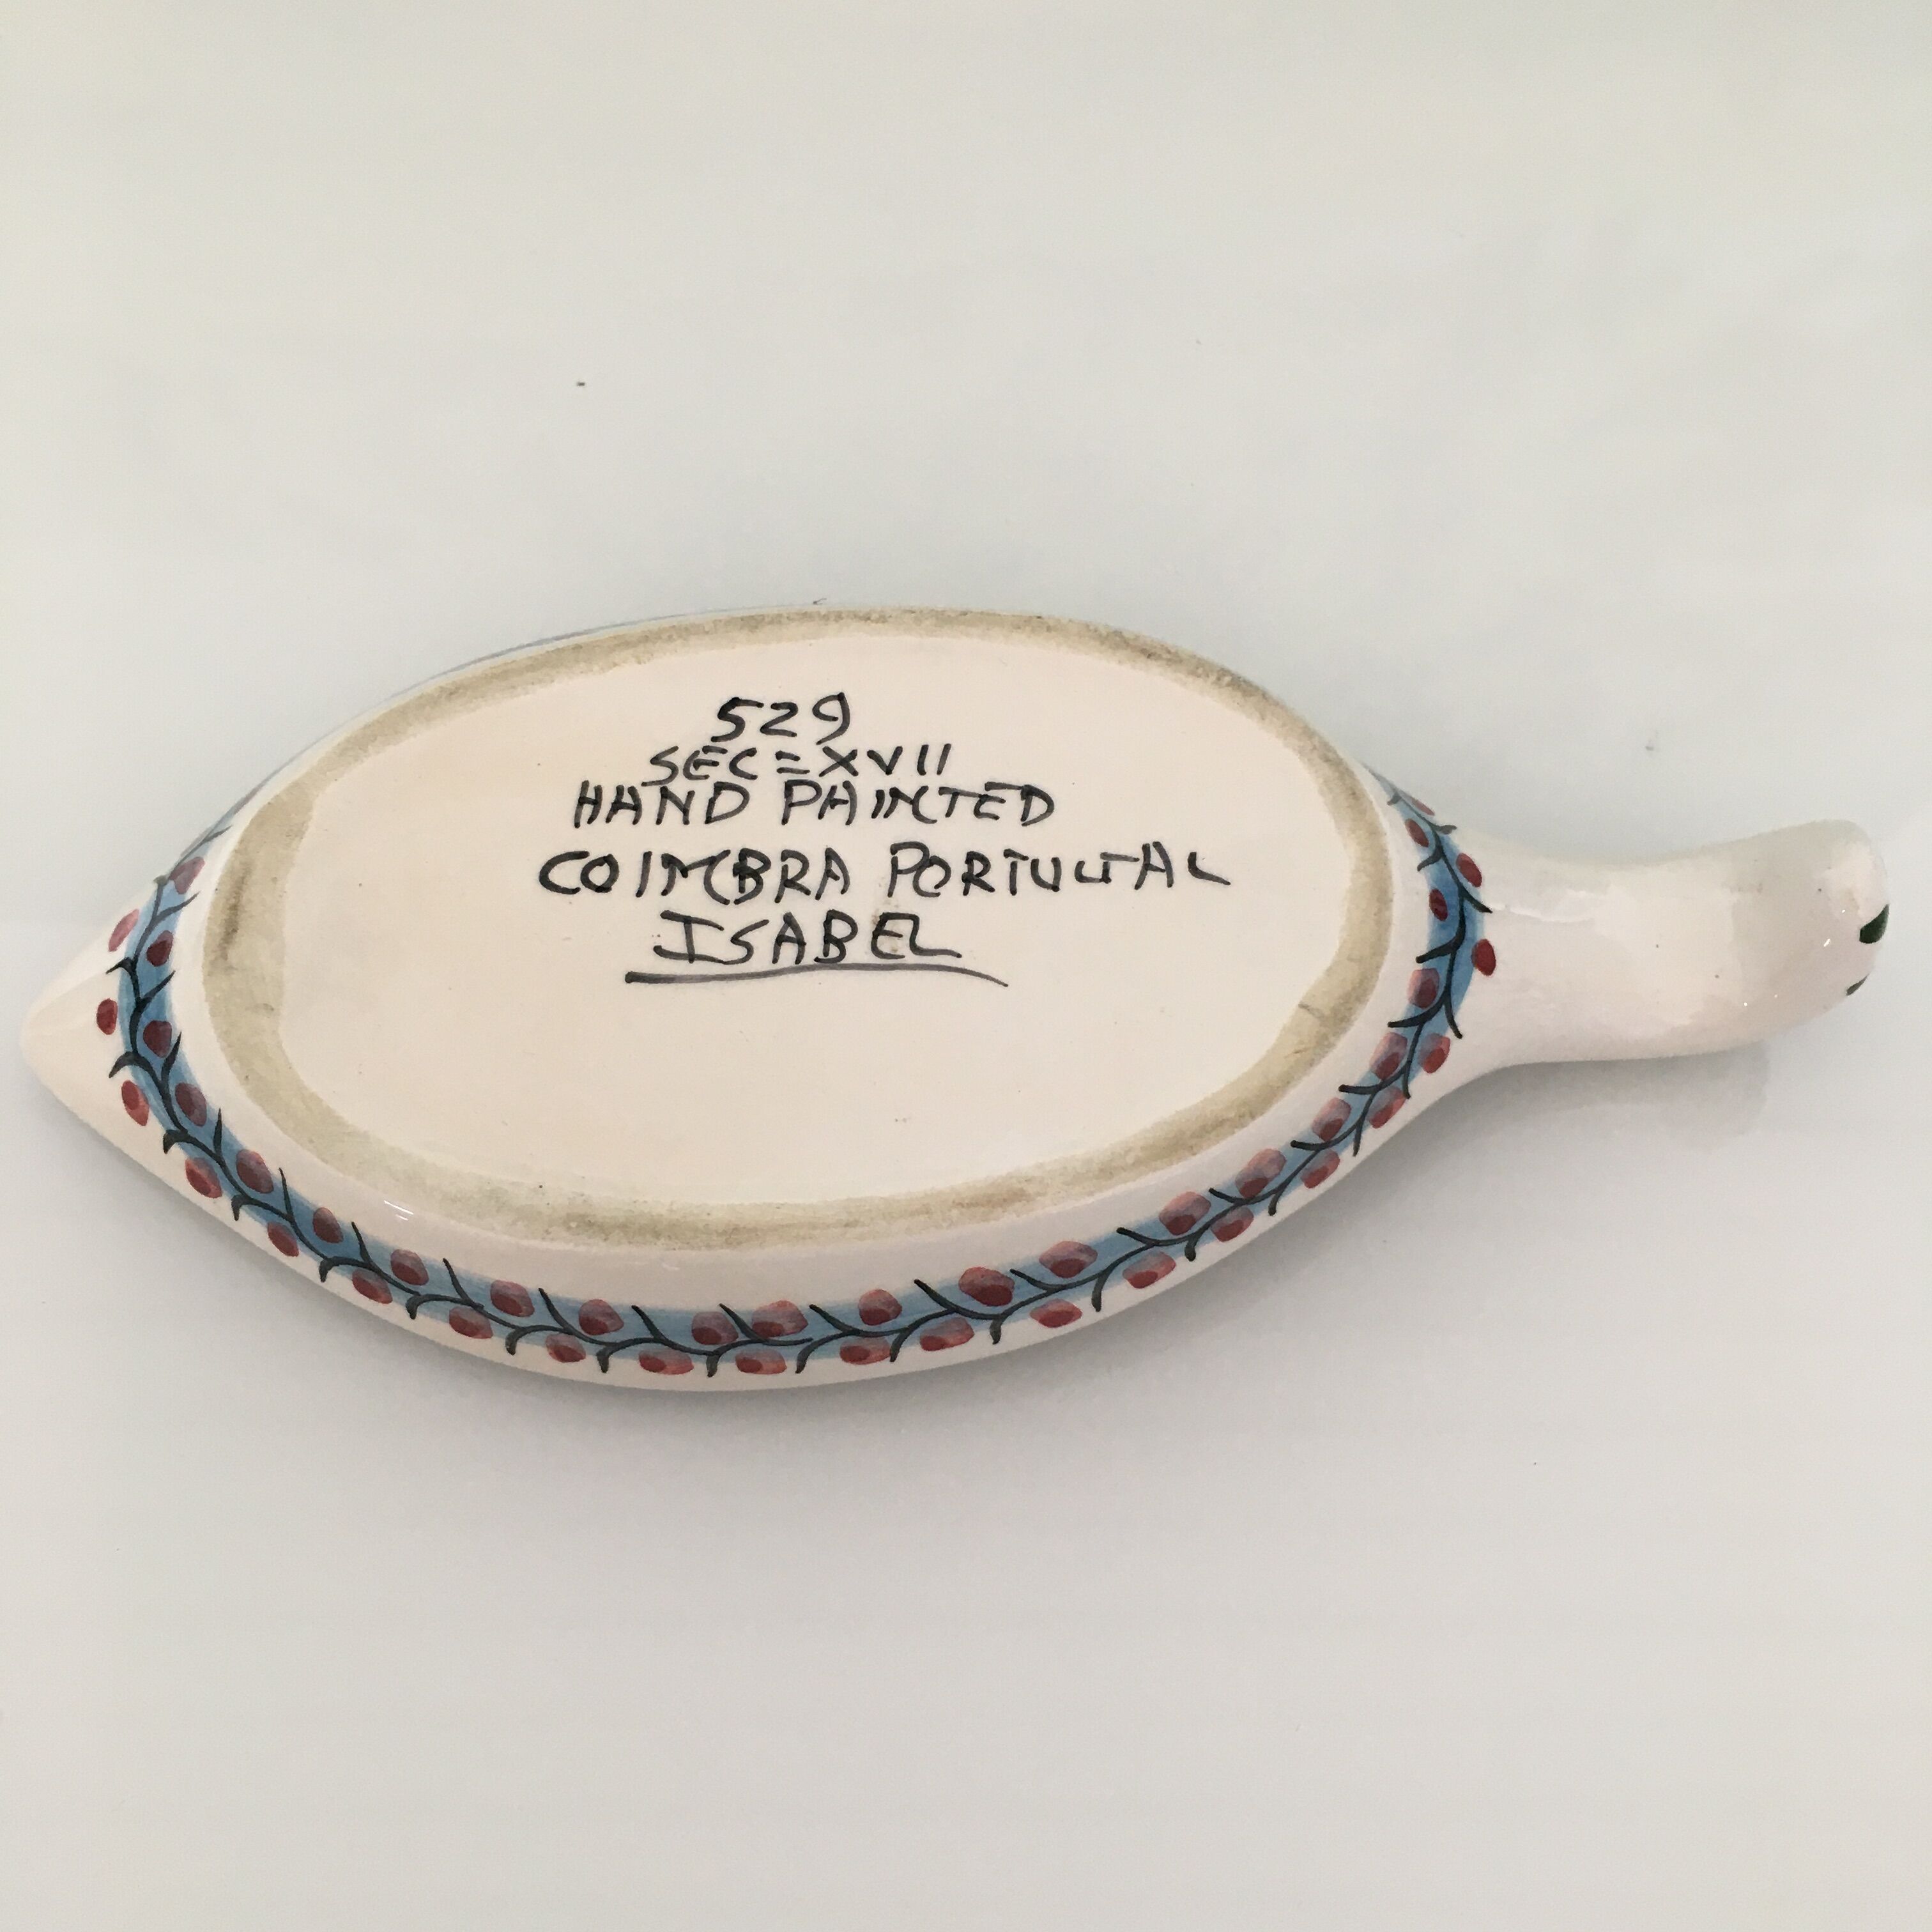 529
SEC=XVII
HAND PAINTED
COIMBRA PORTUGAL
ISABEL